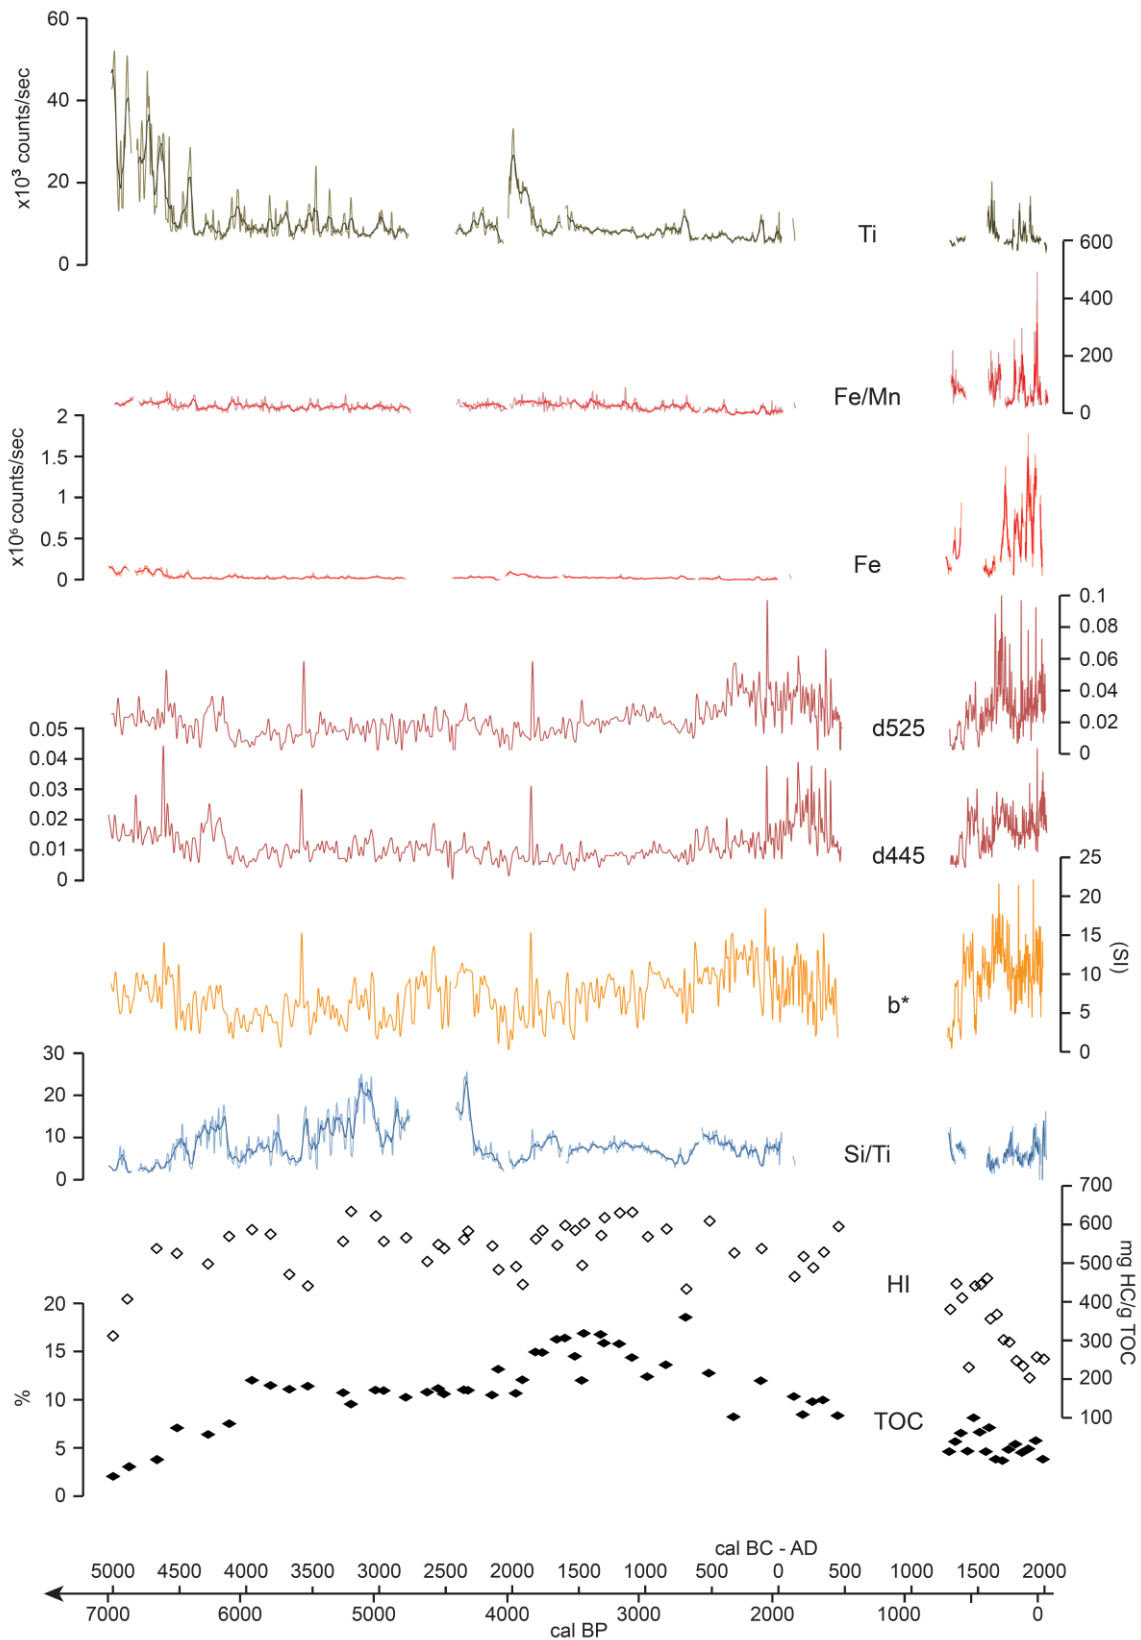 60
40
20
0
x10³ counts/sec
Ti
600
400
200
0
Fe/Mn
2
1.5
1
0.5
0
x10⁶ counts/sec
Fe
0.1
0.08
0.06
0.04
0.02
0
d525
0.05
0.04
0.03
0.02
0.01
0
d445
25
20
15
10
5
0
(SI)
b*
30
20
10
0
Si/Ti
700
600
500
400
300
200
100
mg HC/g TOC
HI
20
15
10
5
0
%
TOC
cal BC - AD
5000 4500 4000 3500 3000 2500 2000 1500 1000 500 0 500 1000 1500 2000
7000 6000 5000 4000 3000 2000 1000 0
cal BP